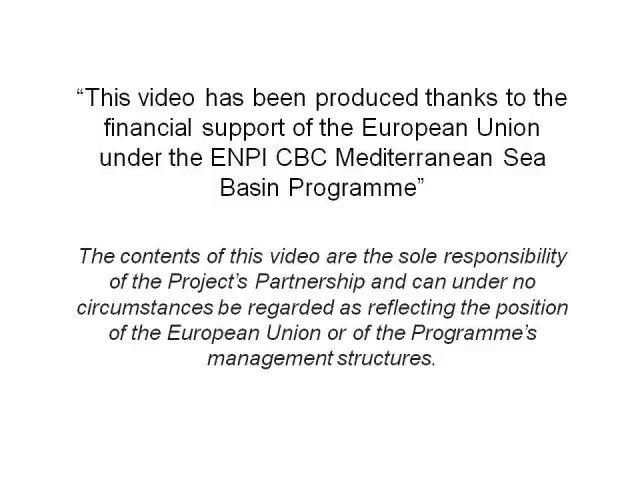 “This video has been produced thanks to the
financial support of the European Union
under the ENPI CBC Mediterranean Sea
Basin Programme”
The contents of this video are the sole responsibility
of the Project’s Partnership and can under no
circumstances be regarded as reflecting the position
of the European Union or of the Programme’s
management structures.